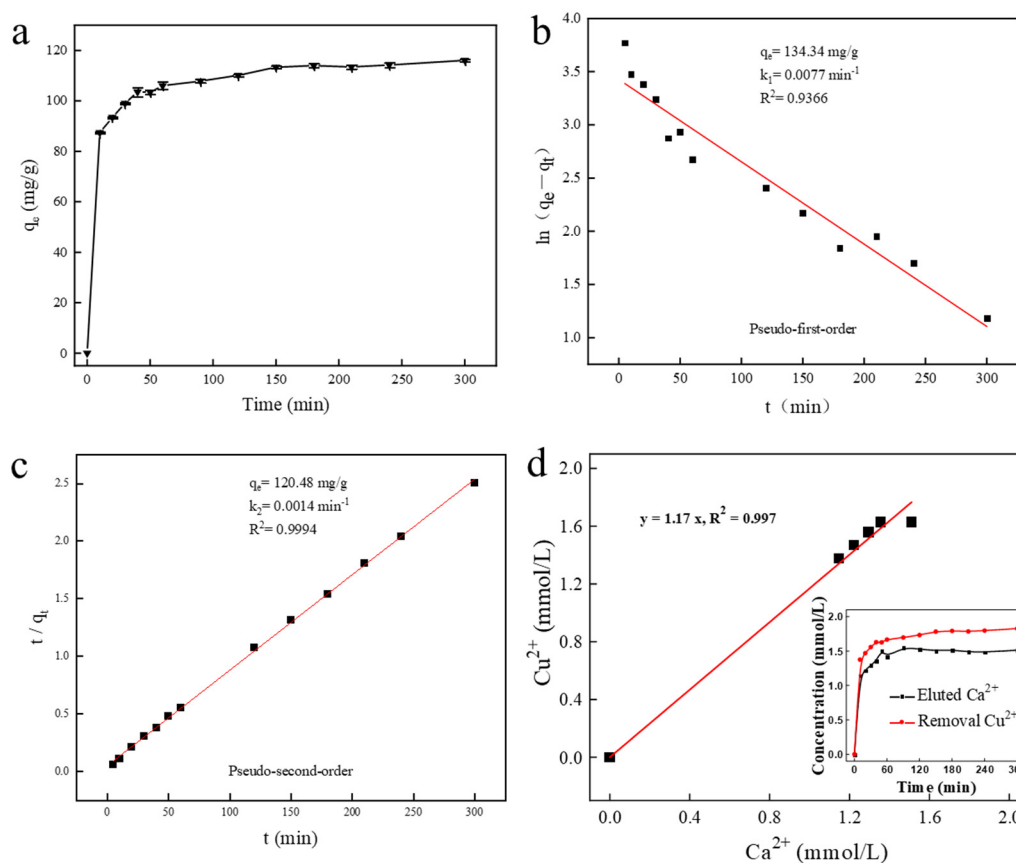 a
120
100
80
60
40
20
0
qe (mg/g)
0
50
100
150
200
250
300
Time (min)
b
4.0
3.5
3.0
2.5
2.0
1.5
1.0
ln（qe－qt）
qe= 134.34 mg/g
k1= 0.0077 min-1
R2= 0.9366
Pseudo-first-order
0
50
100
150
200
250
300
t（min）
c
2.5
2.0
1.5
1.0
0.5
0.0
t / qt
qe= 120.48 mg/g
k2= 0.0014 min-1
R2= 0.9994
Pseudo-second-order
0
50
100
150
200
250
300
t (min)
d
2.0
1.6
1.2
0.8
0.4
0.0
Cu2+ (mmol/L)
y = 1.17 x, R2 = 0.997
0.0
0.4
0.8
1.2
1.6
2.0
Ca2+ (mmol/L)
2.0
1.5
1.0
0.5
0.0
Concentration (mmol/L)
Eluted Ca2+
Removal Cu2+
0
60
120
180
240
Time (min)